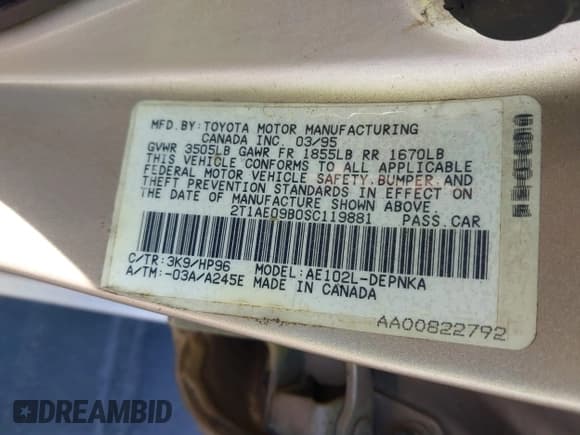 MFD.BY:TOYOTA MOTOR MANUFACTURING
CANADA INC. 03/95
GVWR 3505LB GAWR FR 1855LB RR 1670LB
THIS VEHICLE CONFORMS TO ALL APPLICABLE
FEDERAL MOTOR VEHICLE SAFETY,BUMPER,AND
THEFT PREVENTION STANDARDS IN EFFECT ON
THE DATE OF MANUFACTURE SHOWN ABOVE.
2T1AE09B0SC119881 PASS.CAR
C/TR:3K9/HP96 MODEL:AE102L-DEPNKA
A/TM:-03A/A245E MADE IN CANADA
AA00822792
DREAMBID